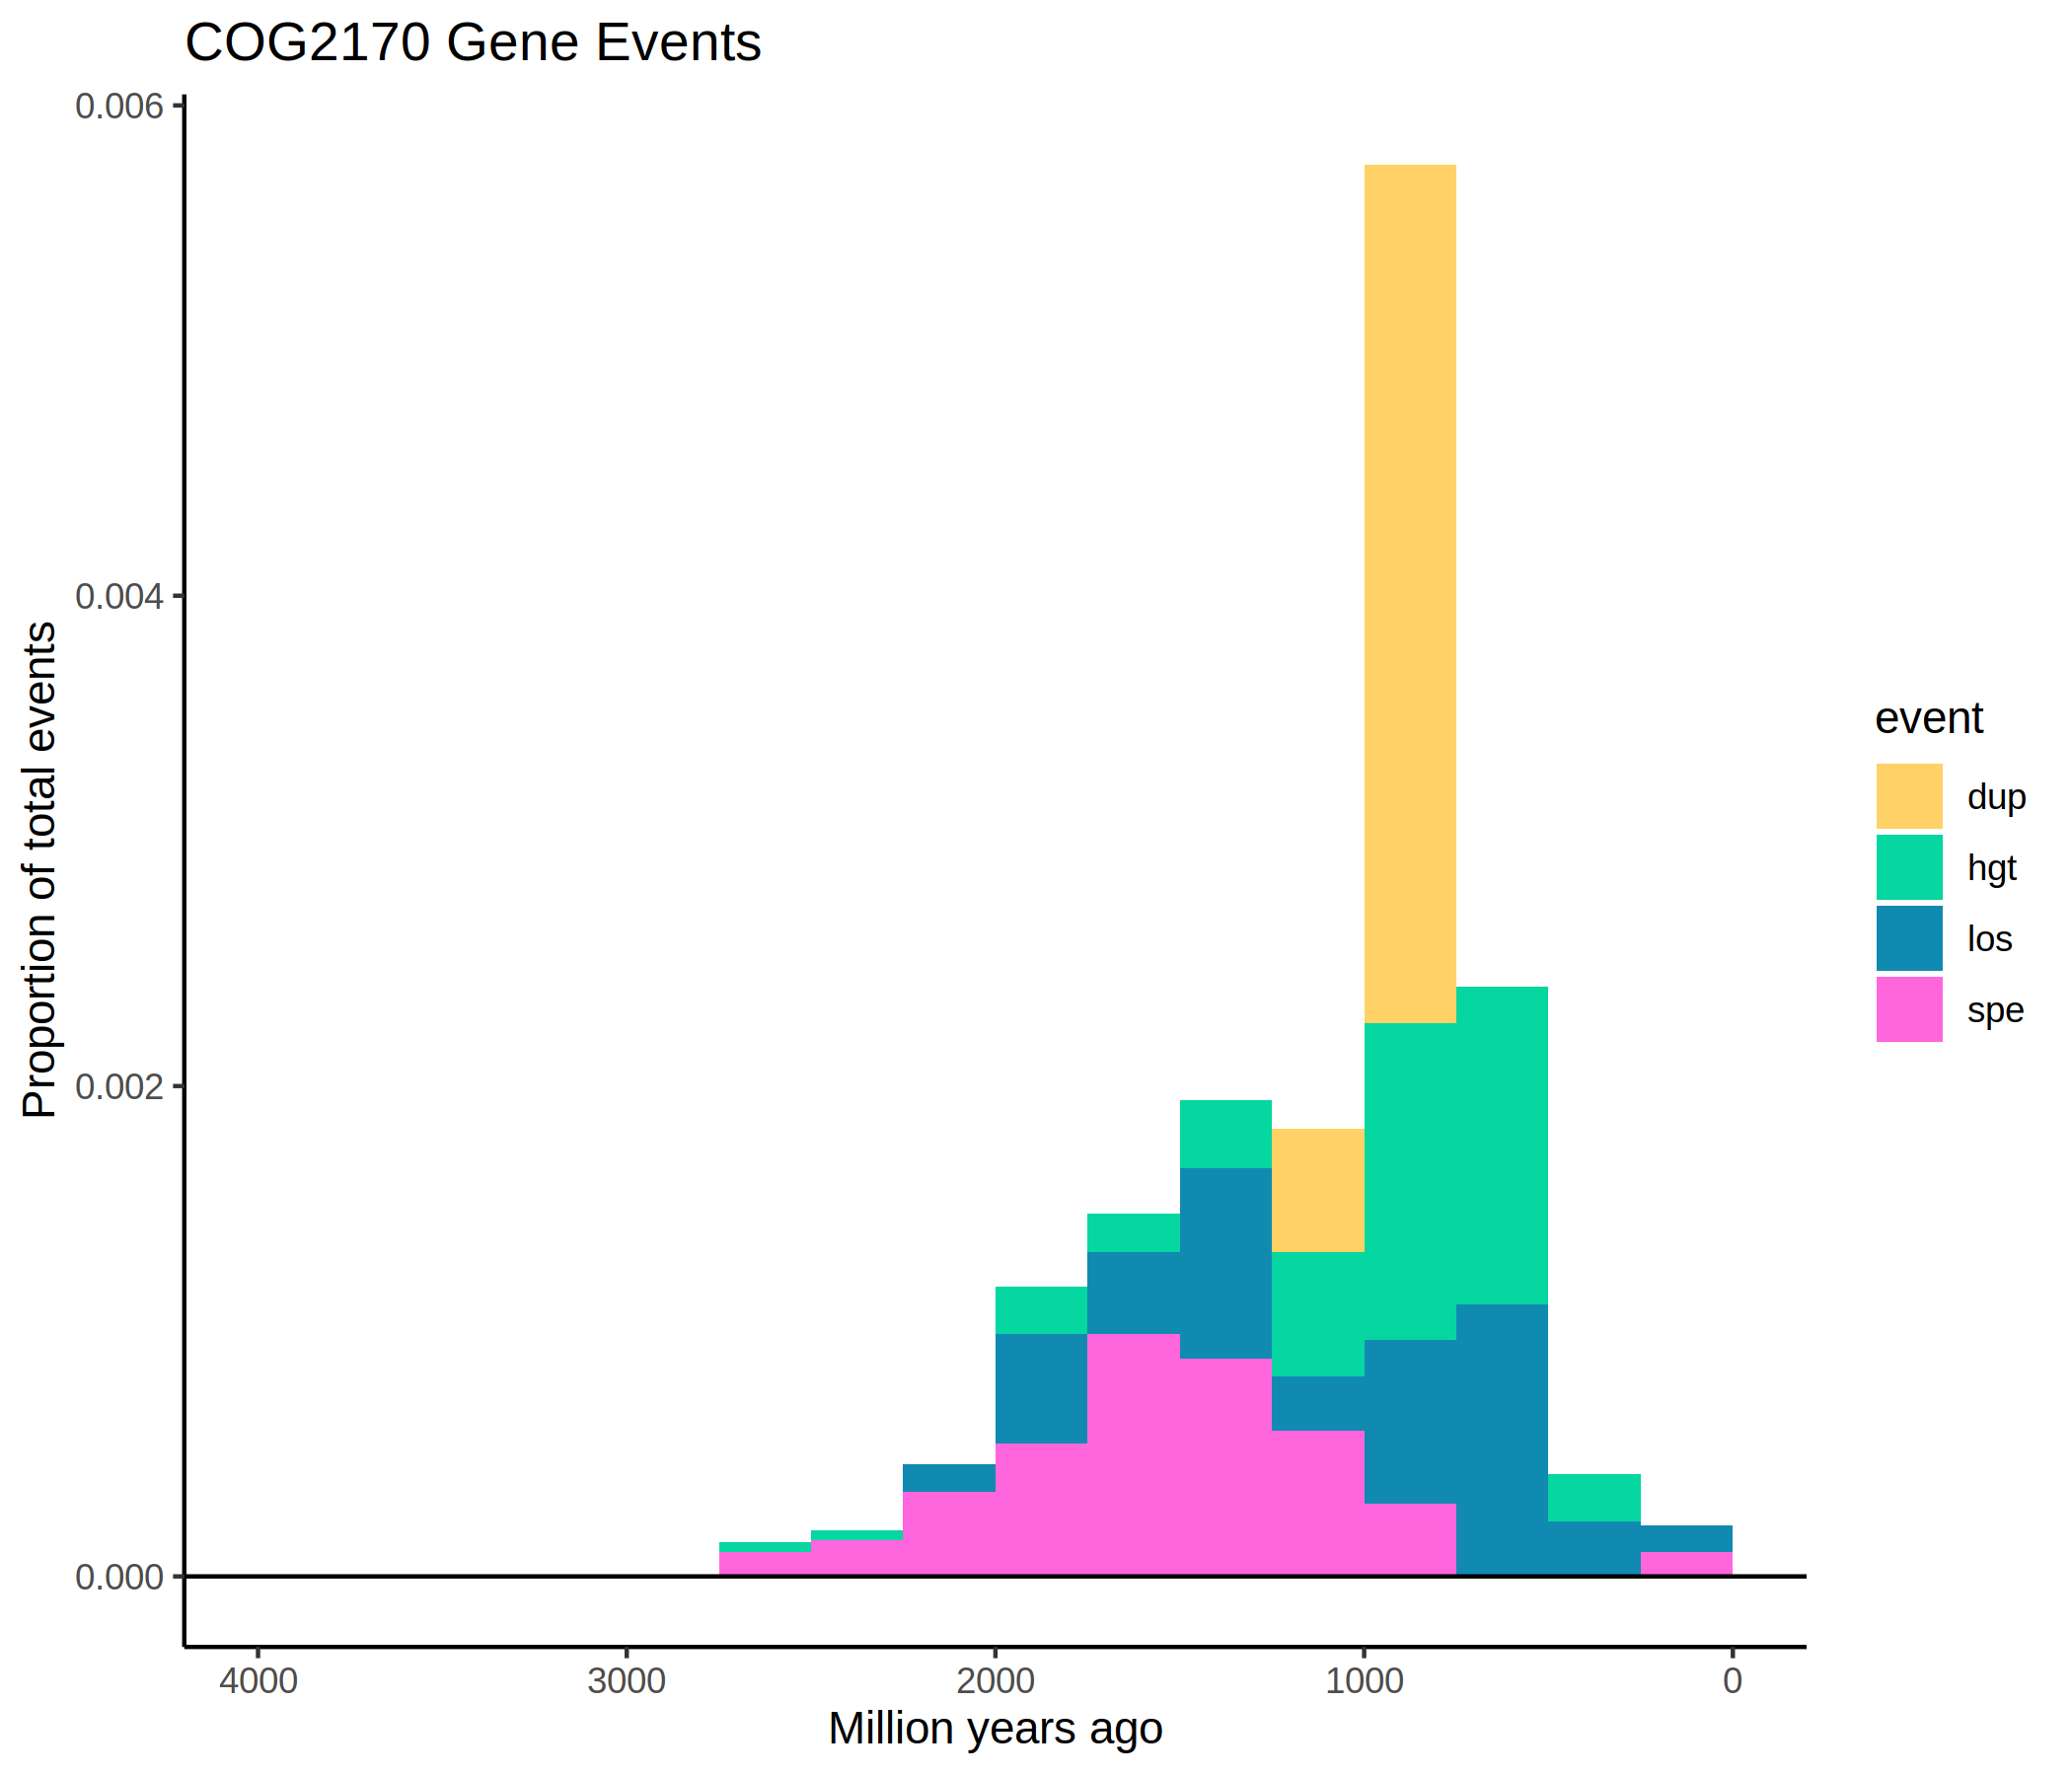 COG2170 Gene Events
0.006
0.004
0.002
0.000
Proportion of total events
4000 3000 2000 1000 0
Million years ago
event
dup
hgt
los
spe